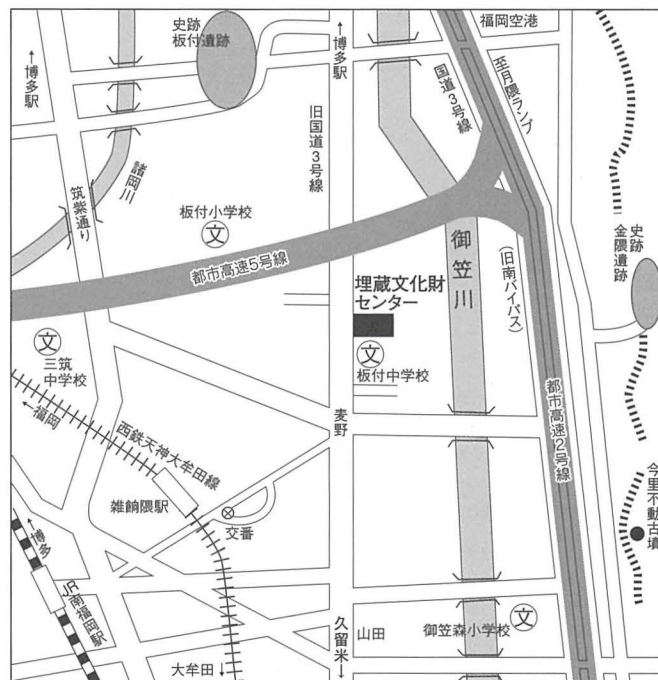 史跡
板付遺跡
←博多駅
←博多駅
福岡空港
至月隈ランプ
国道3号線
旧国道3号線
諸岡川
筑紫通り
板付小学校
文
都市高速5号線
御笠川
(旧南バイパス)
史跡
金隈遺跡
埋蔵文化財
センター
文
板付中学校
文
三筑
中学校
←福岡
西鉄天神大牟田線
麦野
都市高速2号線
雑餉隈駅
交番
今里不動古墳
←博多
JR南福岡駅
久留米→
山田
御笠森小学校
文
大牟田↓